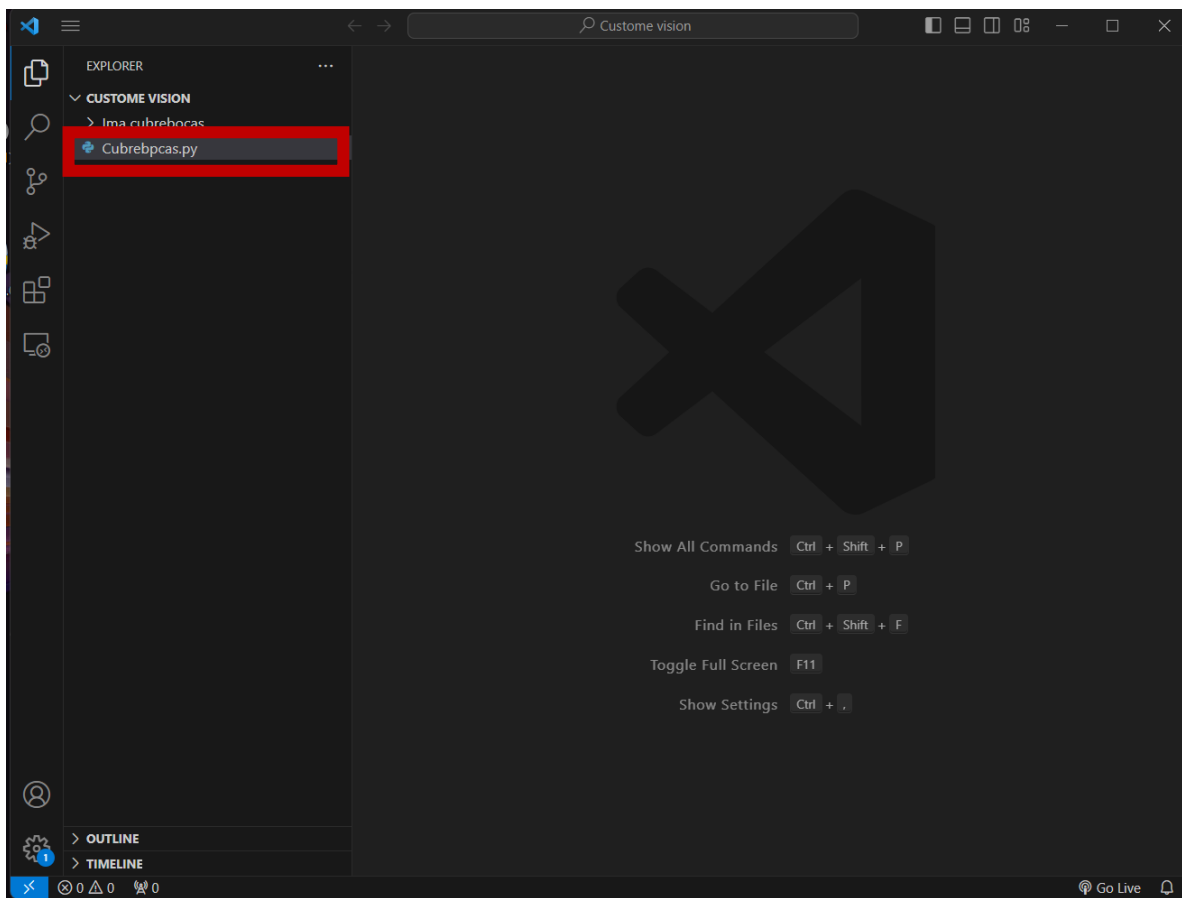 Custome vision
EXPLORER
CUSTOME VISION
Ima cubrebocas
Cubrebpcas.py
Show All Commands Ctrl + Shift + P
Go to File Ctrl + P
Find in Files Ctrl + Shift + F
Toggle Full Screen F11
Show Settings Ctrl + ,
1
OUTLINE
TIMELINE
0 0 0
Go Live